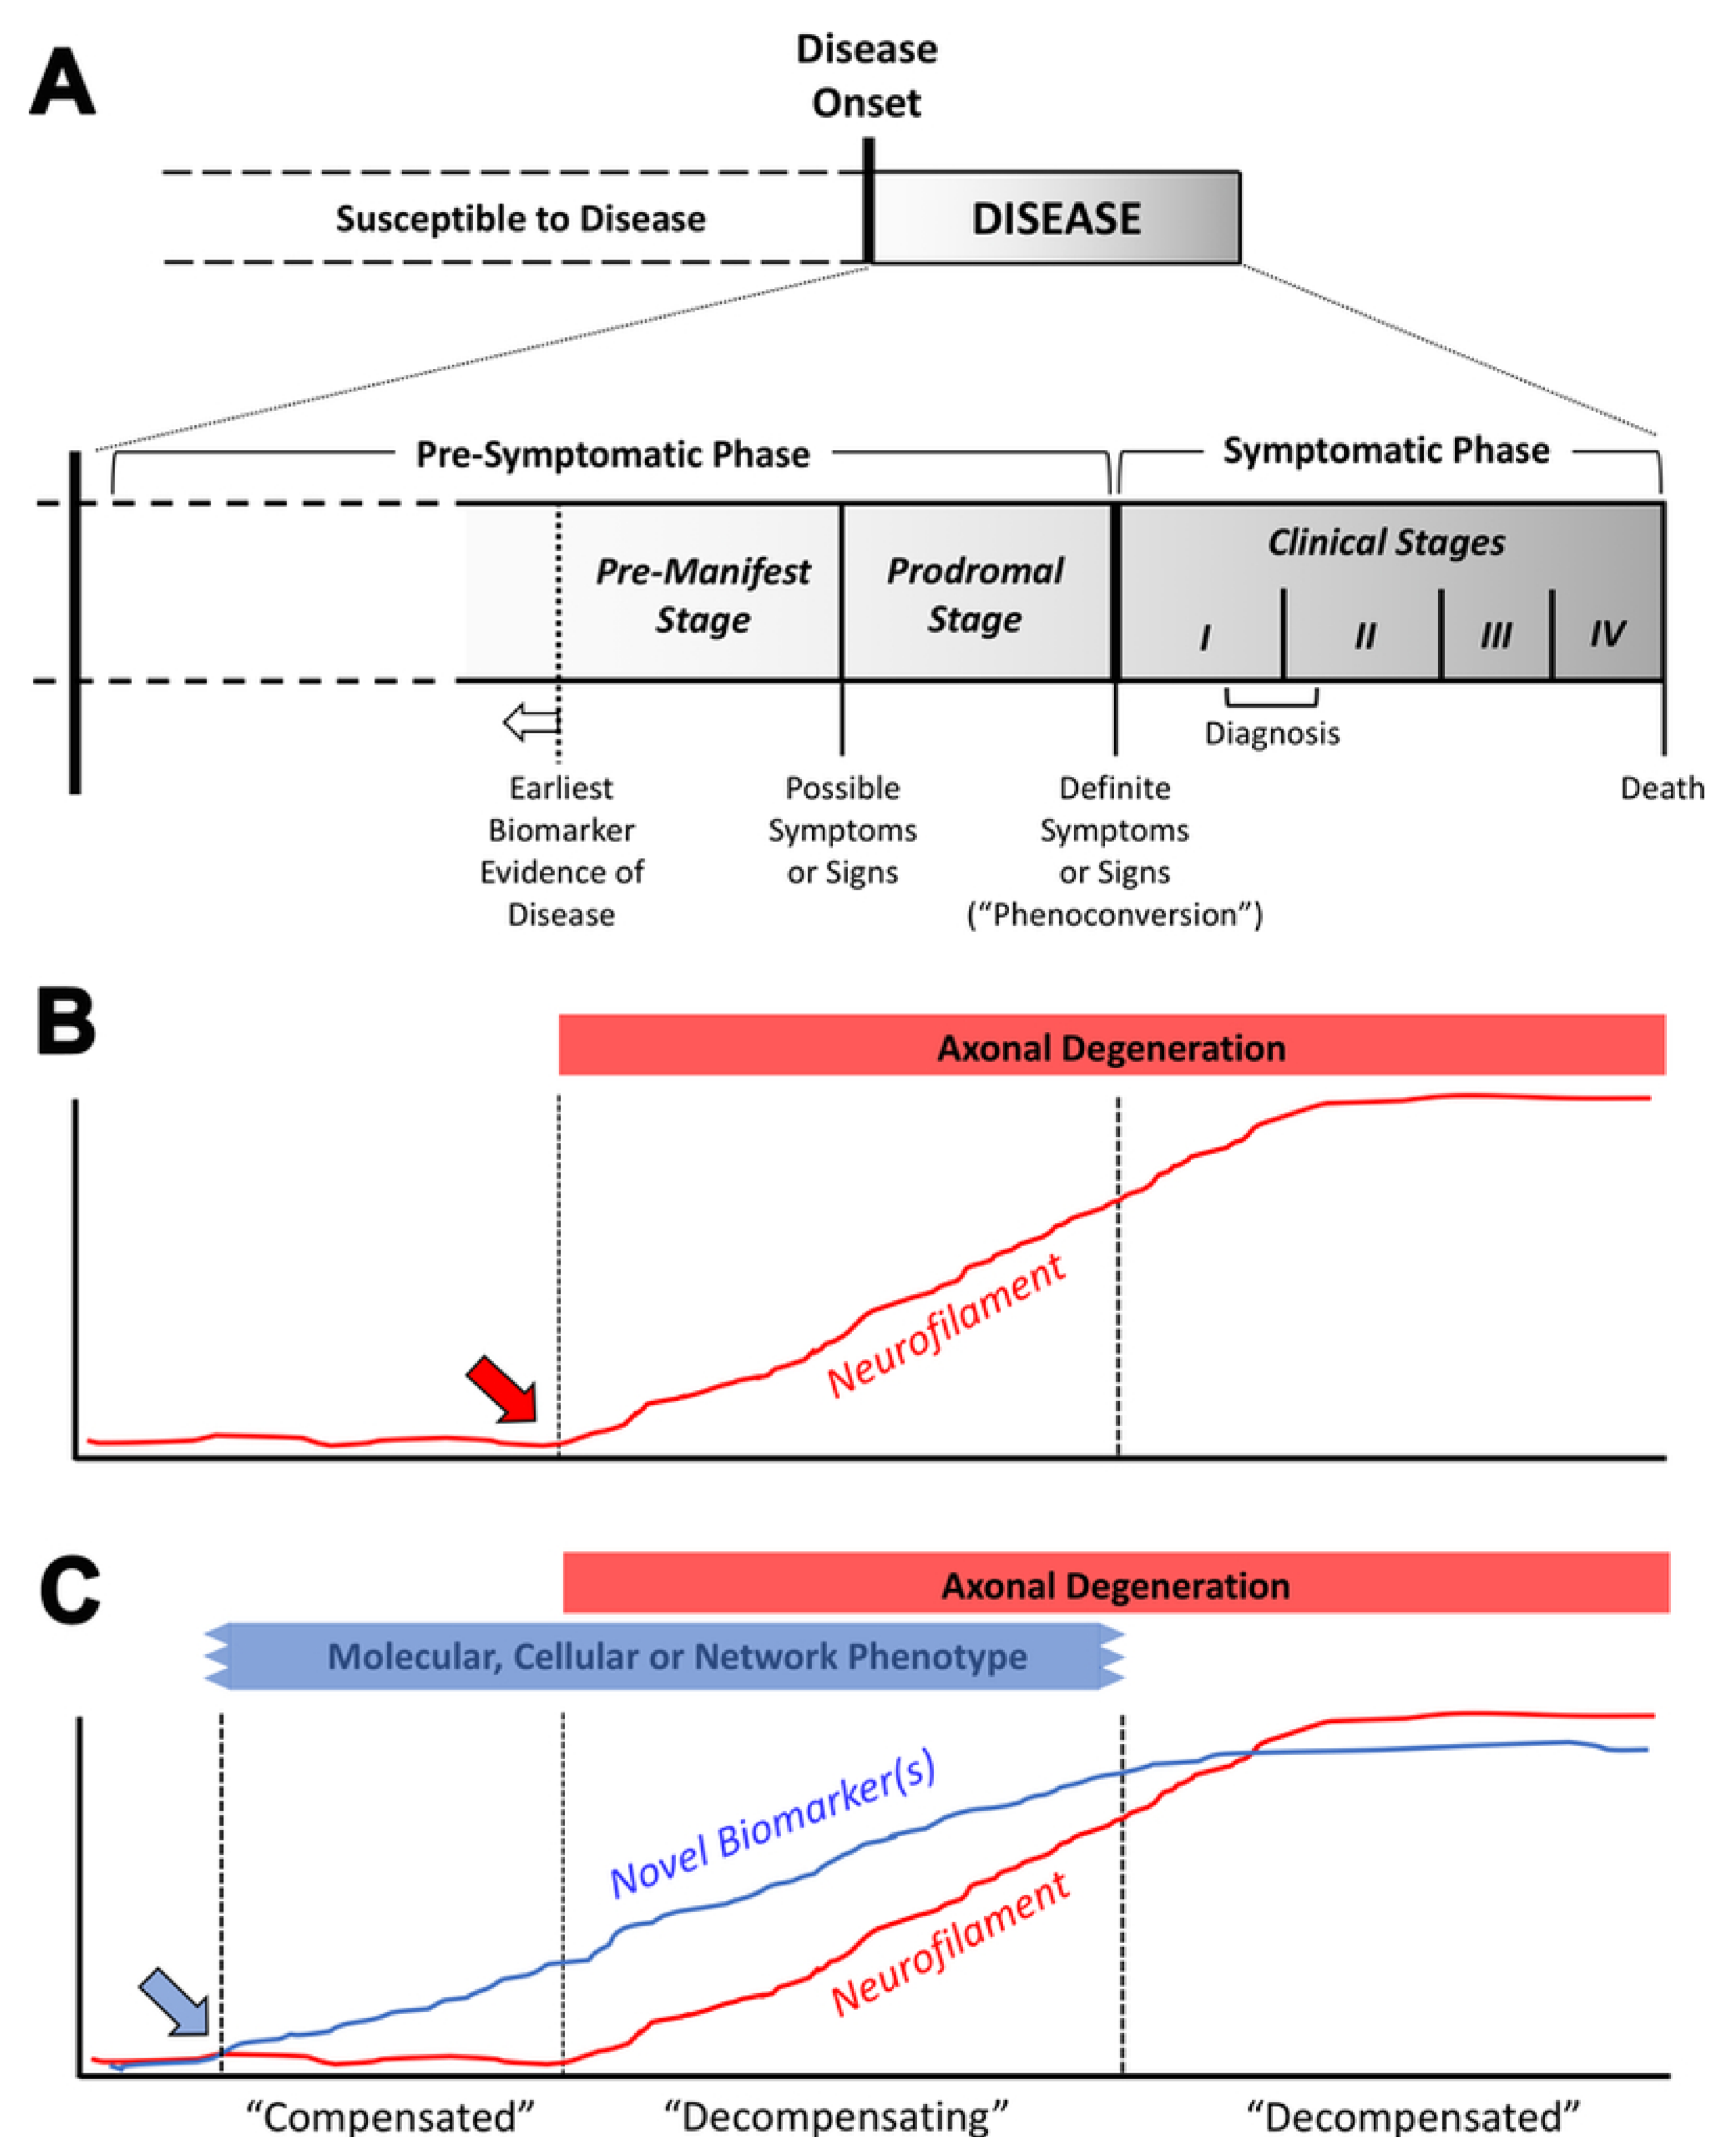 A
Disease
Onset
Susceptible to Disease
DISEASE
Pre-Symptomatic Phase
Symptomatic Phase
Pre-Manifest
Stage
Prodromal
Stage
Clinical Stages
I
II
III
IV
Diagnosis
Earliest
Biomarker
Evidence of
Disease
Possible
Symptoms
or Signs
Definite
Symptoms
or Signs
(“Phenoconversion”)
Death
B
Axonal Degeneration
Neurofilament
C
Axonal Degeneration
Molecular, Cellular or Network Phenotype
Novel Biomarker(s)
Neurofilament
“Compensated”
“Decompensating”
“Decompensated”